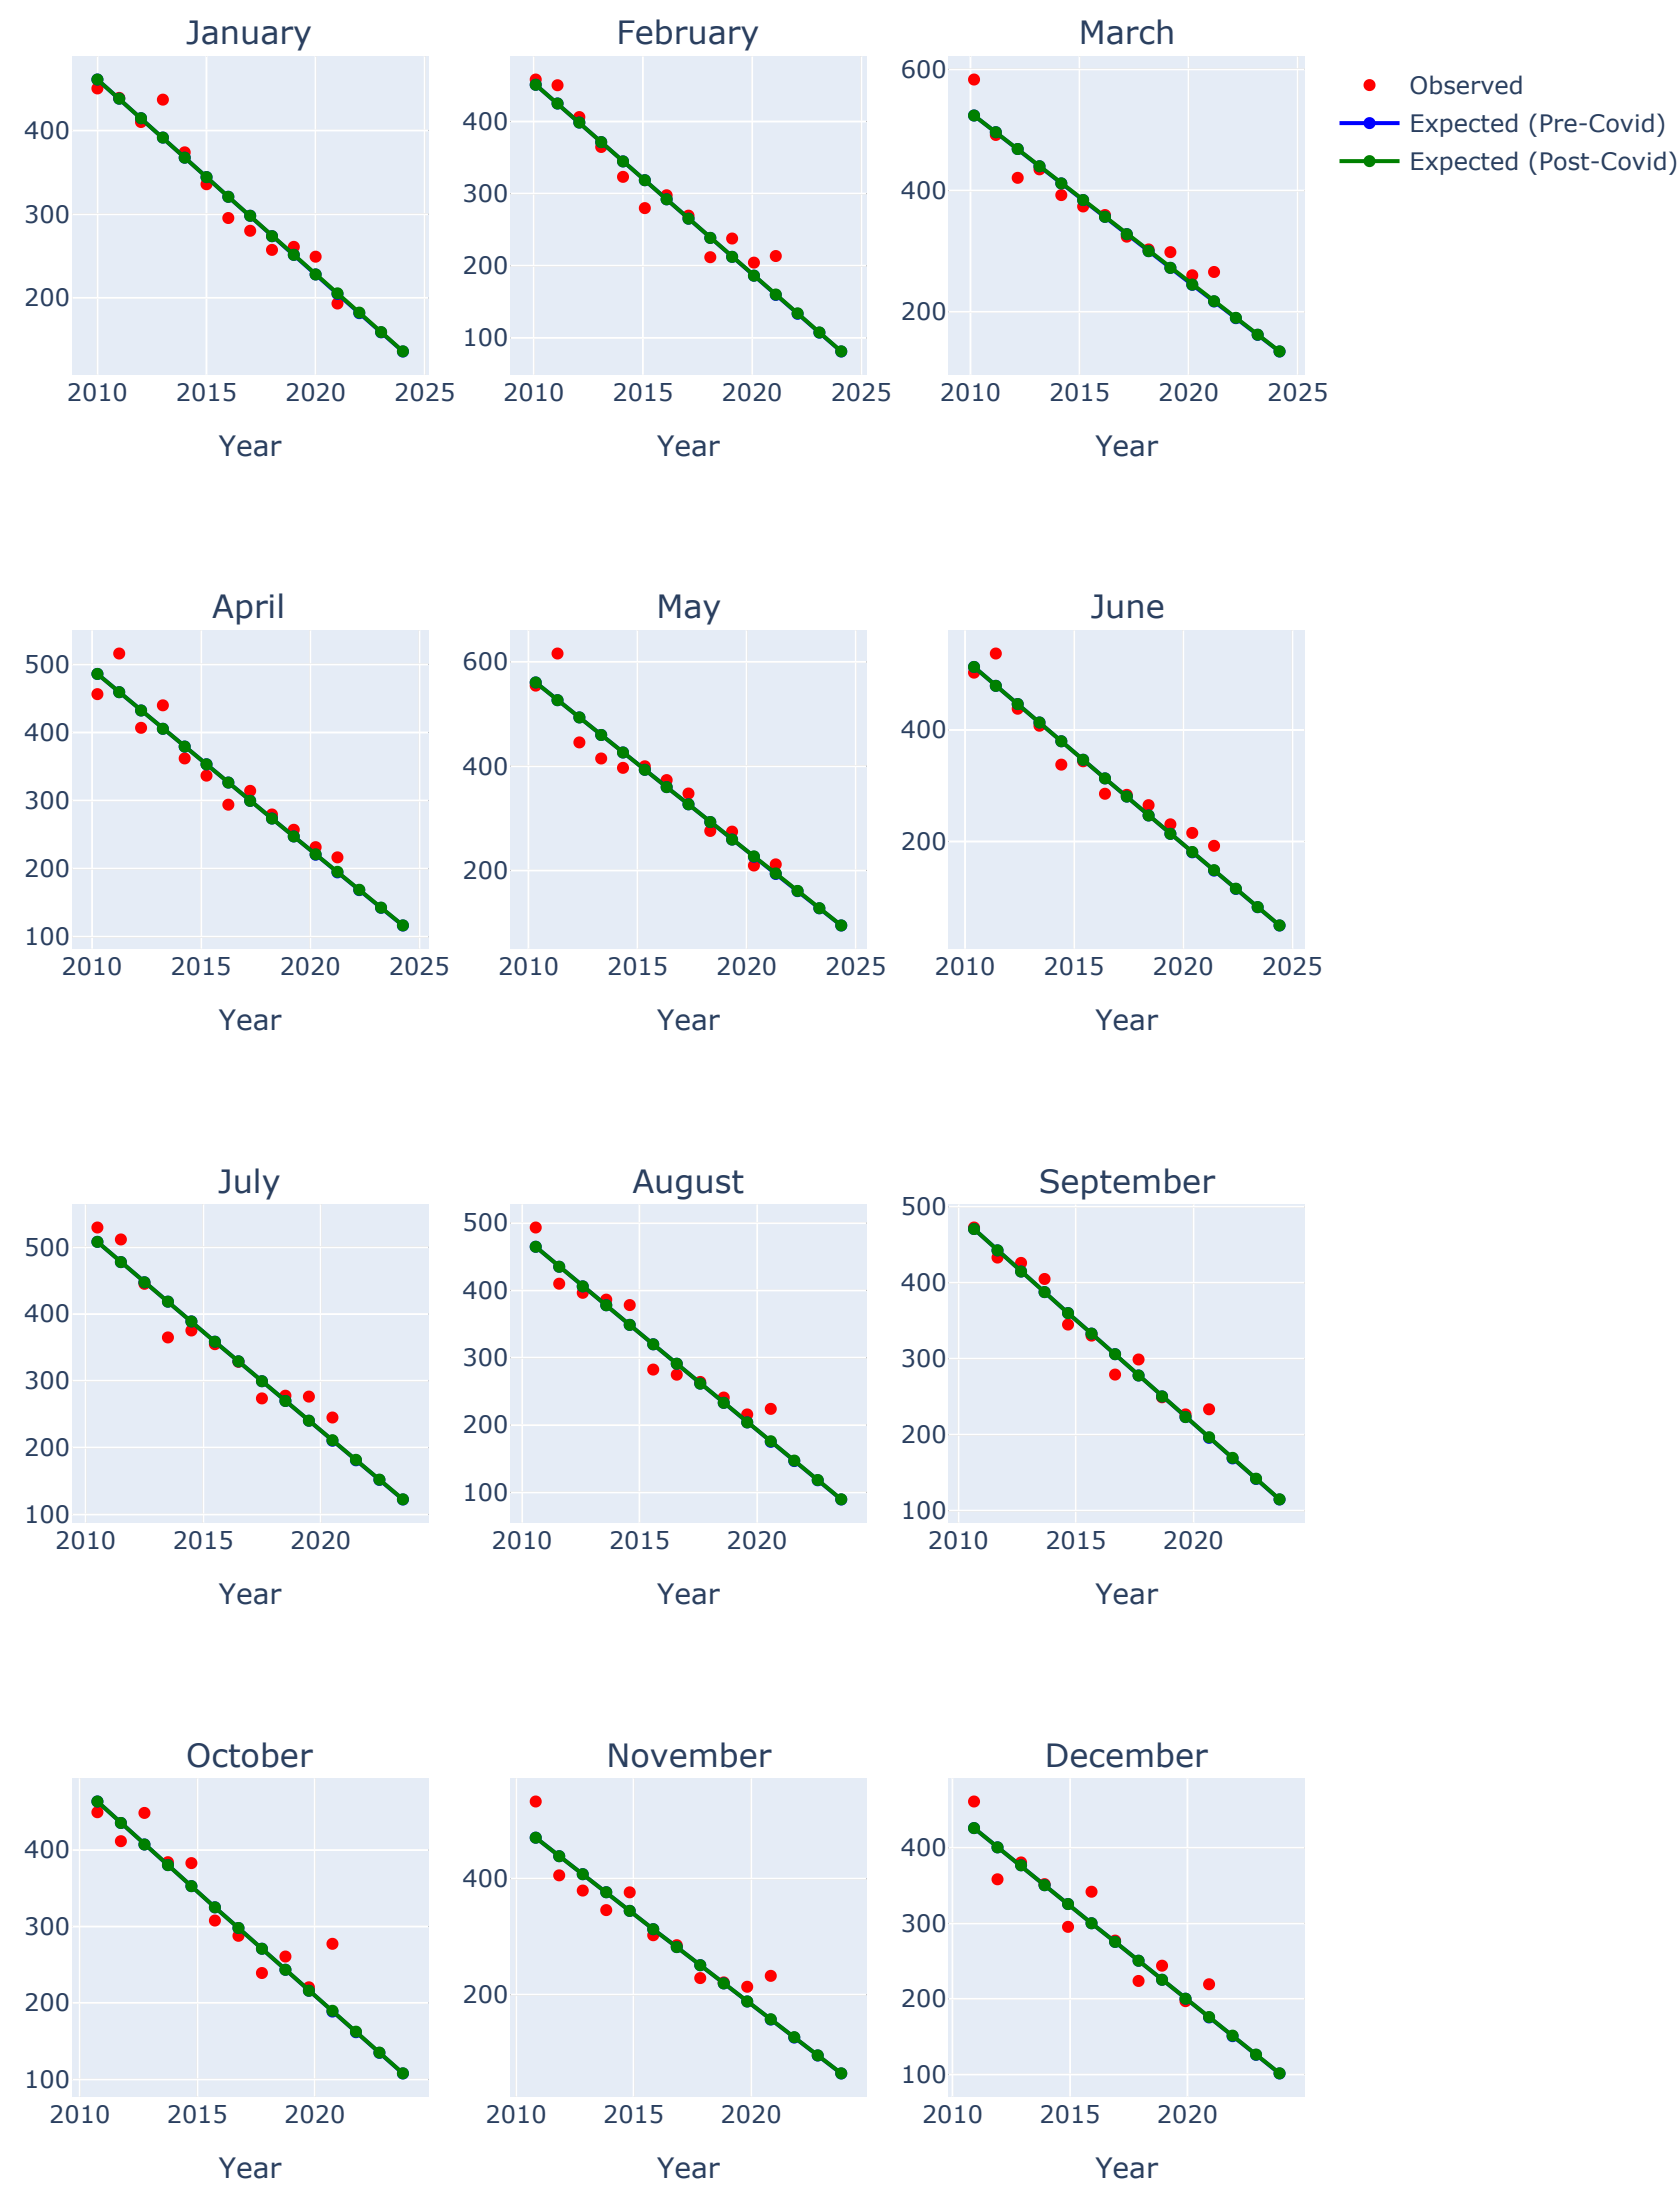 January February March
Observed
Expected (Pre-Covid)
Expected (Post-Covid)
400
300
200
2010 2015 2020 2025
Year
400
300
200
100
2010 2015 2020 2025
Year
600
400
200
2010 2015 2020 2025
Year
April May June
500
400
300
200
100
2010 2015 2020 2025
Year
600
400
200
2010 2015 2020 2025
Year
400
200
2010 2015 2020 2025
Year
July August September
500
400
300
200
100
2010 2015 2020
Year
500
400
300
200
100
2010 2015 2020
Year
500
400
300
200
100
2010 2015 2020
Year
October November December
400
300
200
100
2010 2015 2020
Year
400
200
2010 2015 2020
Year
400
300
200
100
2010 2015 2020
Year